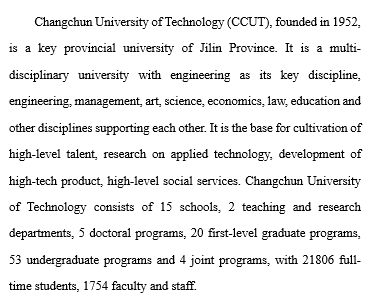 Changchun University of Technology (CCUT), founded in 1952,
is a key provincial university of Jilin Province. It is a multi-
disciplinary university with engineering as its key discipline,
engineering, management, art, science, economics, law, education and
other disciplines supporting each other. It is the base for cultivation of
high-level talent, research on applied technology, development of
high-tech product, high-level social services. Changchun University
of Technology consists of 15 schools, 2 teaching and research
departments, 5 doctoral programs, 20 first-level graduate programs,
53 undergraduate programs and 4 joint programs, with 21806 full-
time students, 1754 faculty and staff.